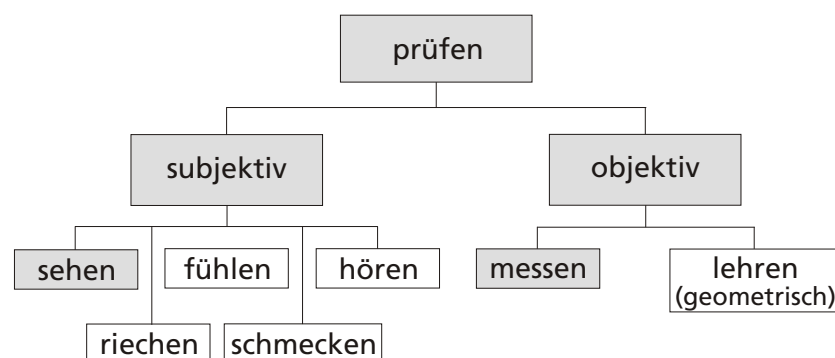 prüfen
subjektiv
objektiv
sehen
fühlen
hören
messen
lehren
(geometrisch)
riechen
schmecken